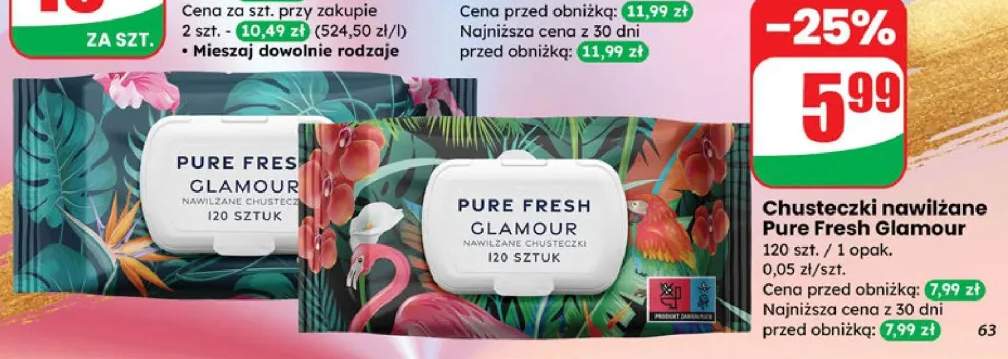 ZA SZT.
Cena za szt. przy zakupie
2 szt. - 10,49 zł (524,50 zł/l)
• Mieszaj dowolnie rodzaje
Cena przed obniżką: 11,99 zł
Najniższa cena z 30 dni
przed obniżką: 11,99 zł
-25%
5 99
PURE FRES
GLAMOUR
NAWILŻANE CHUSTECZ
120 SZTUK
PURE FRESH
GLAMOUR
NAWILŻANE CHUSTECZKI
120 SZTUK
Chusteczki nawilżane
Pure Fresh Glamour
120 szt. / 1 opak.
0,05 zł/szt.
Cena przed obniżką: 7,99 zł
Najniższa cena z 30 dni
przed obniżką: 7,99 zł
63